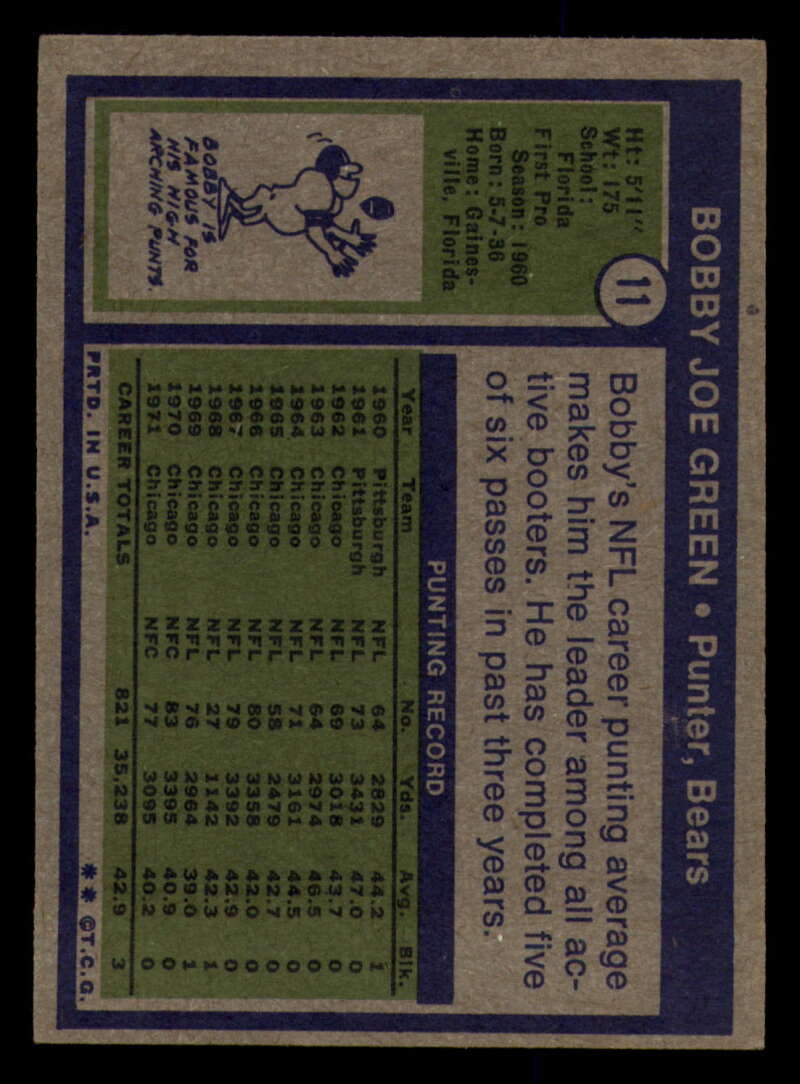 BOBBY JOE GREEN • Punter, Bears
11
Ht: 5'11"
Wt: 175
School:
Florida
First Pro
Season: 1960
Born: 5-7-36
Home: Gaines-
ville, Florida
BOBBY IS
FAMOUS FOR
HIS HIGH
ARCHING PUNTS.
Bobby's NFL career punting average
makes him the leader among all ac-
tive booters. He has completed five
of six passes in past three years.
PUNTING RECORD
Year Team No. Yds. Avg. Blk.
1960 Pittsburgh NFL 64 2829 44.2 1
1961 Pittsburgh NFL 73 3431 47.0 0
1962 Chicago NFL 69 3018 43.7 0
1963 Chicago NFL 64 2974 46.5 0
1964 Chicago NFL 71 3161 44.5 0
1965 Chicago NFL 58 2479 42.7 0
1966 Chicago NFL 80 3358 42.0 0
1967 Chicago NFL 79 3392 42.9 0
1968 Chicago NFL 27 1142 42.3 1
1969 Chicago NFL 76 2964 39.0 1
1970 Chicago NFC 83 3395 40.9 0
1971 Chicago NFC 77 3095 40.2 0
CAREER TOTALS 821 35,238 42.9 3
PRTD. IN U.S.A. ** ©T.C.G.